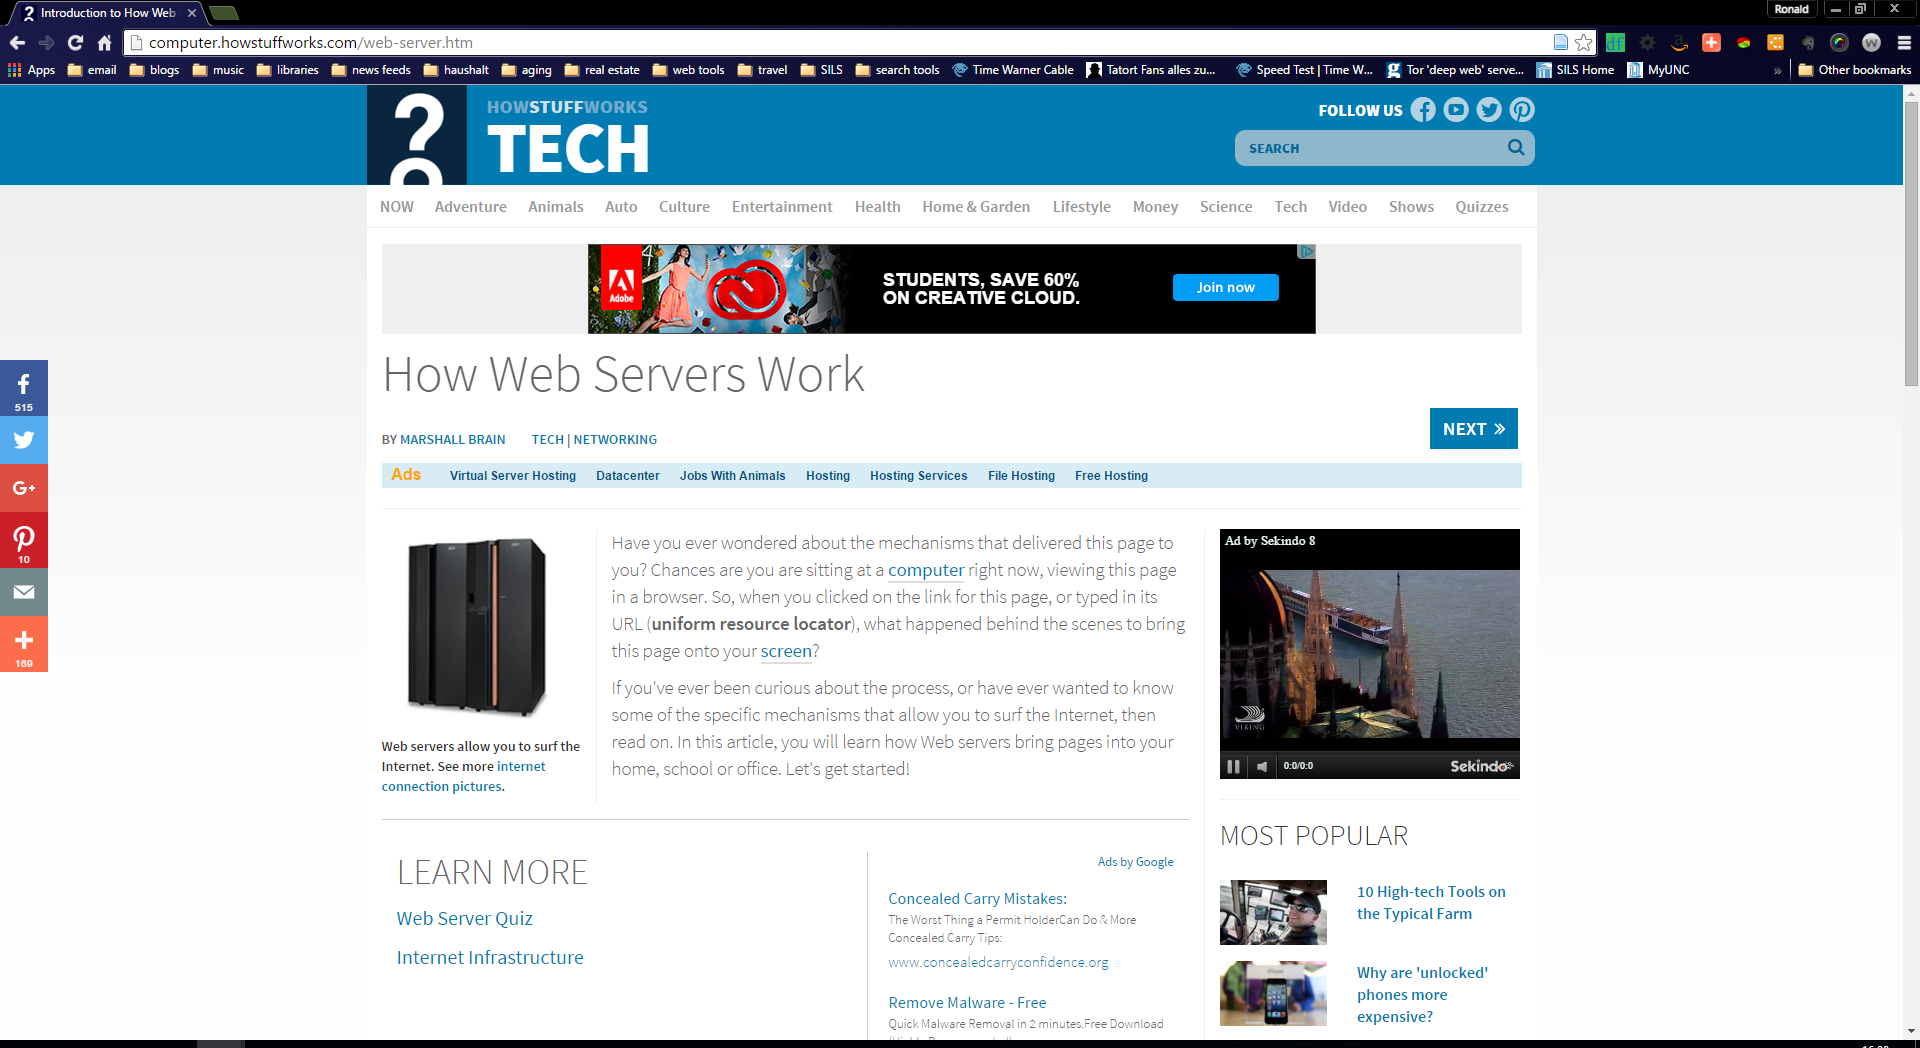 Introduction to How Web
Ronald
computer.howstuffworks.com/web-server.htm
Apps email blogs music libraries news feeds haushalt aging real estate web tools travel SILS search tools Time Warner Cable Tatort Fans alles zu... Speed Test | Time W... Tor 'deep web' serve... SILS Home MyUNC » Other bookmarks
HOWSTUFFWORKS
TECH
FOLLOW US
SEARCH
NOW Adventure Animals Auto Culture Entertainment Health Home & Garden Lifestyle Money Science Tech Video Shows Quizzes
Adobe
STUDENTS, SAVE 60%
ON CREATIVE CLOUD.
Join now
How Web Servers Work
BY MARSHALL BRAIN TECH | NETWORKING
NEXT »
Ads Virtual Server Hosting Datacenter Jobs With Animals Hosting Hosting Services File Hosting Free Hosting
515
G+
10
169
Web servers allow you to surf the
Internet. See more internet
connection pictures.
Have you ever wondered about the mechanisms that delivered this page to
you? Chances are you are sitting at a computer right now, viewing this page
in a browser. So, when you clicked on the link for this page, or typed in its
URL (uniform resource locator), what happened behind the scenes to bring
this page onto your screen?
If you've ever been curious about the process, or have ever wanted to know
some of the specific mechanisms that allow you to surf the Internet, then
read on. In this article, you will learn how Web servers bring pages into your
home, school or office. Let's get started!
Ad by Sekindo 8
VIKING
0:0/0:0
Sekindo
LEARN MORE
Web Server Quiz
Internet Infrastructure
Ads by Google
Concealed Carry Mistakes:
The Worst Thing a Permit HolderCan Do & More
Concealed Carry Tips:
www.concealedcarryconfidence.org
Remove Malware - Free
Quick Malware Removal in 2 minutes.Free Download
MOST POPULAR
10 High-tech Tools on
the Typical Farm
Why are 'unlocked'
phones more
expensive?